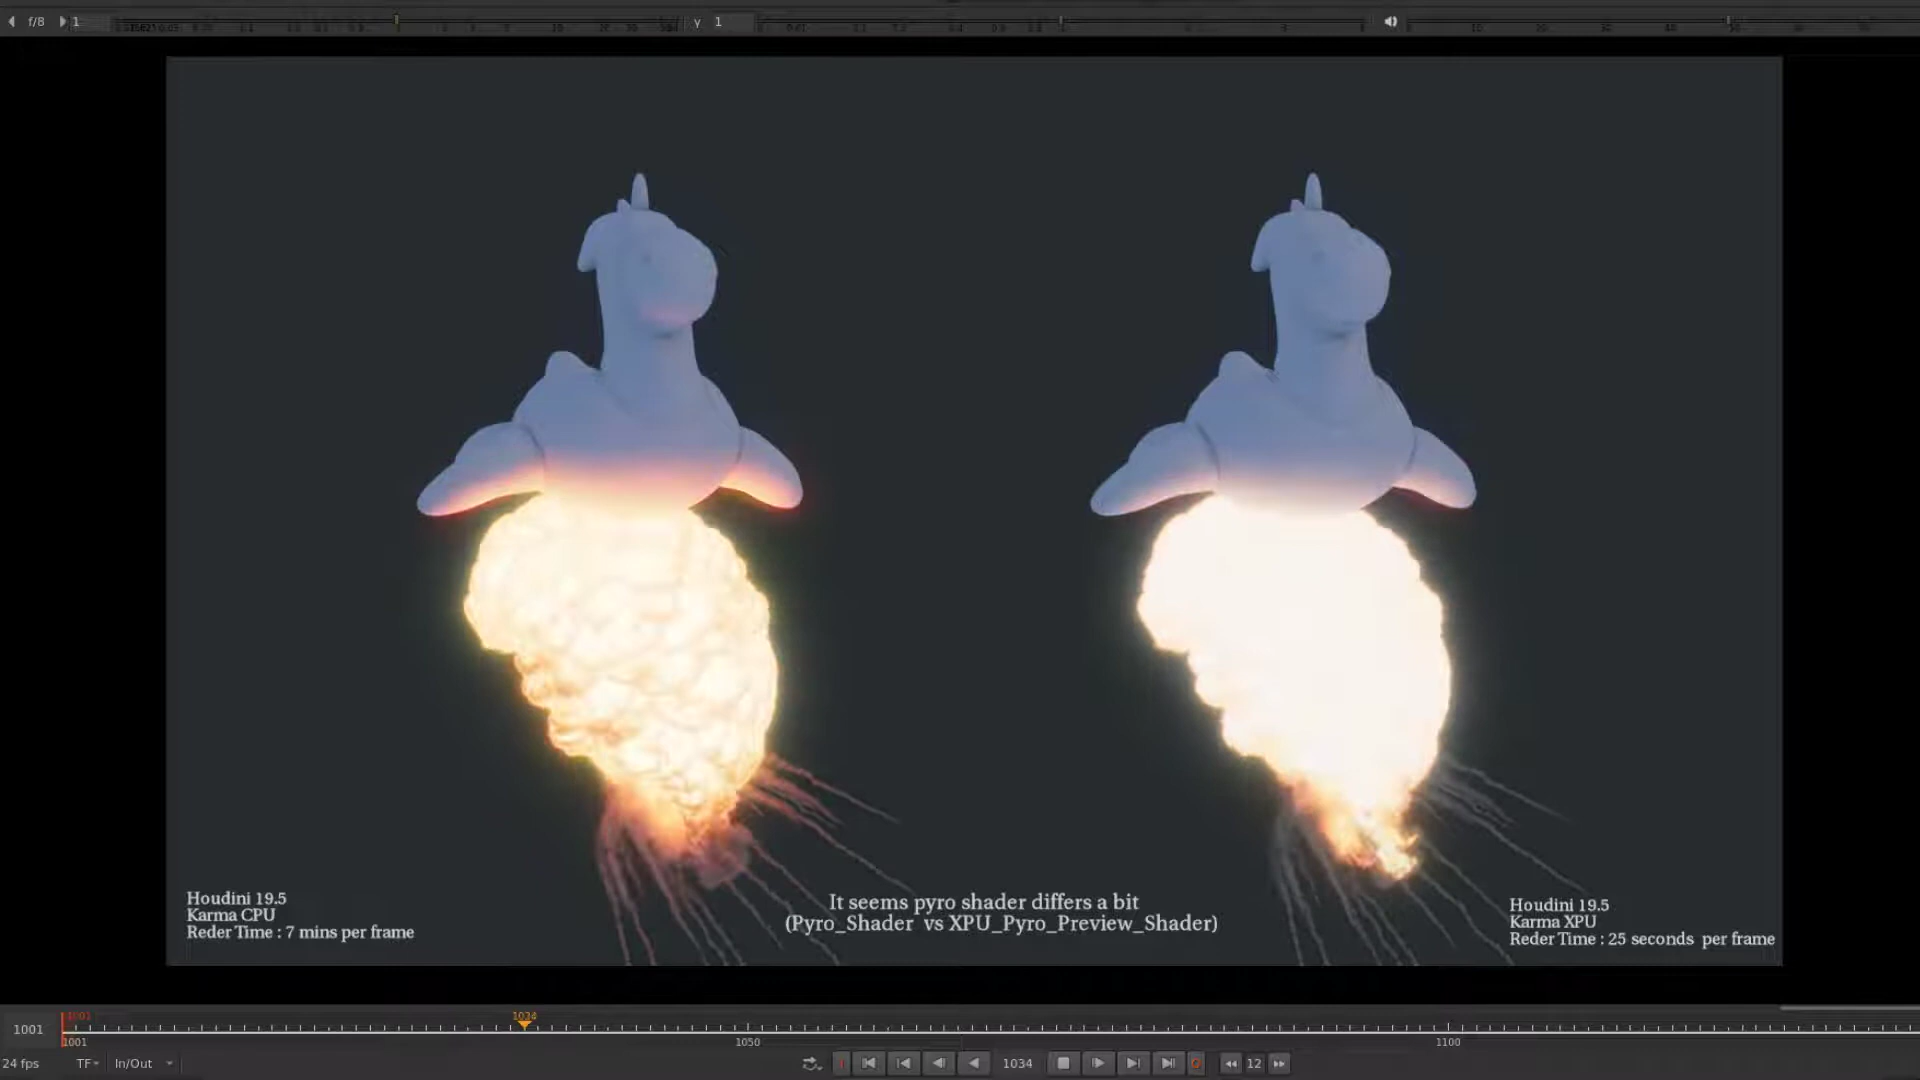 f/8
1
y 1
Houdini 19.5
Karma CPU
Reder Time : 7 mins per frame
It seems pyro shader differs a bit
(Pyro_Shader vs XPU_Pyro_Preview_Shader)
Houdini 19.5
Karma XPU
Reder Time : 25 seconds per frame
1001
1001
1024
1001
1050
1100
24 fps
TF
In/Out
1034
12